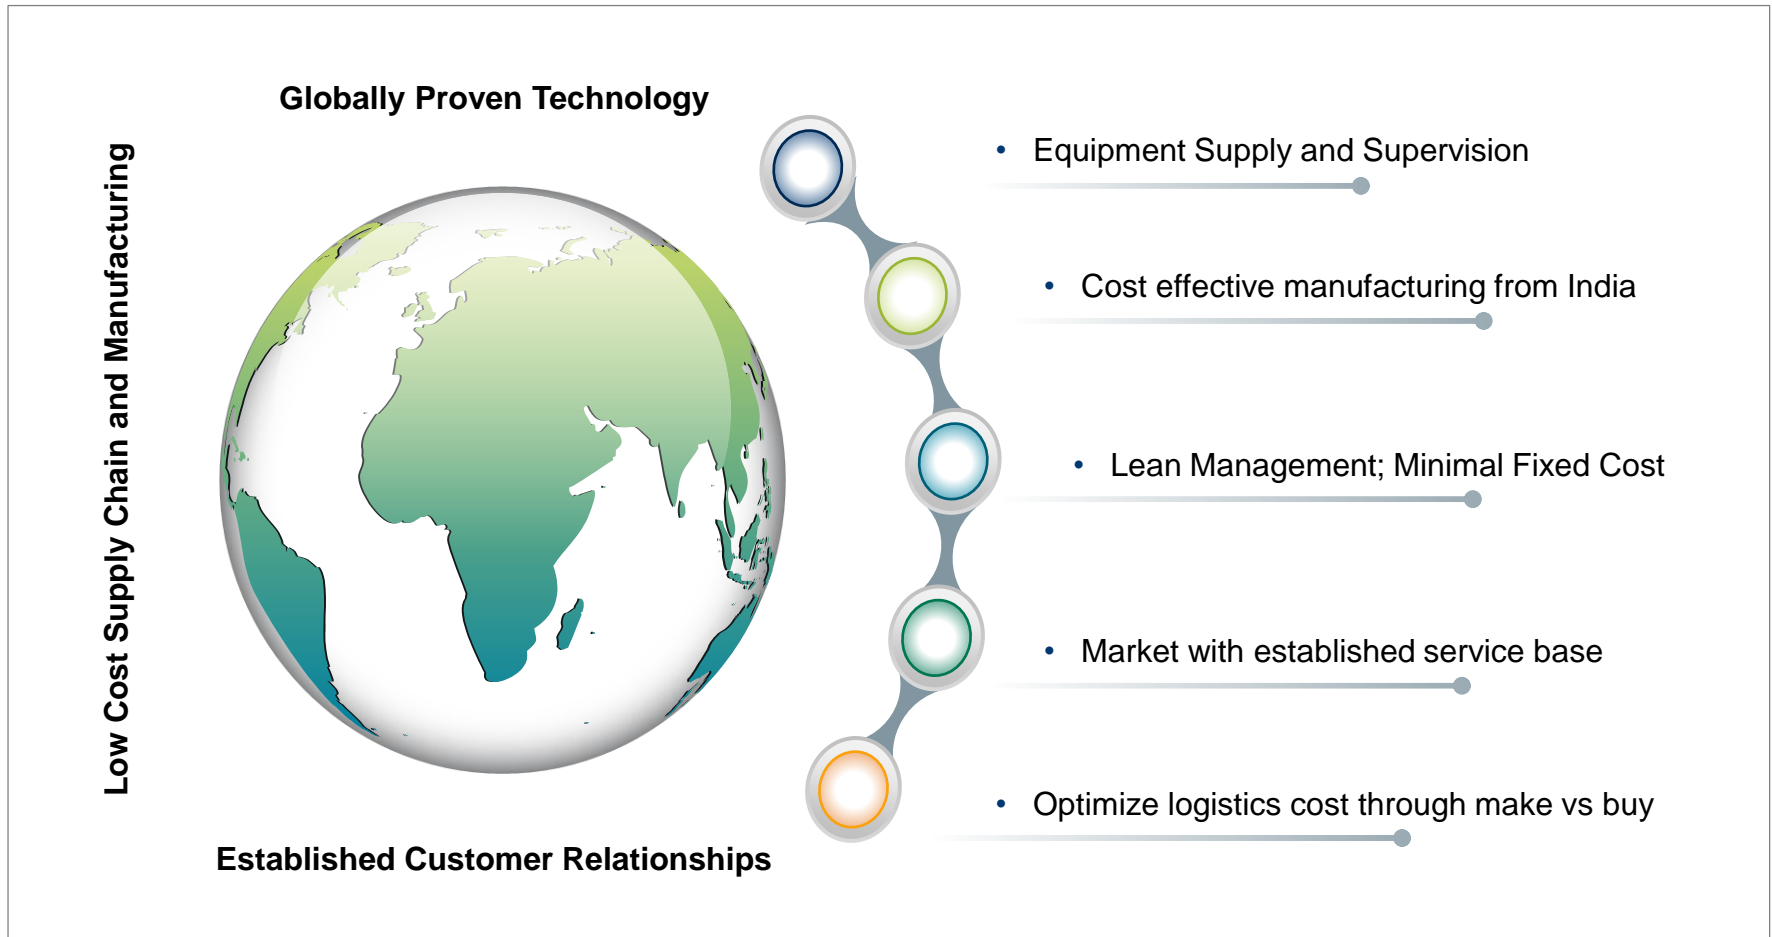 Globally Proven Technology
Low Cost Supply Chain and Manufacturing
• Equipment Supply and Supervision
• Cost effective manufacturing from India
• Lean Management; Minimal Fixed Cost
• Market with established service base
• Optimize logistics cost through make vs buy
Established Customer Relationships